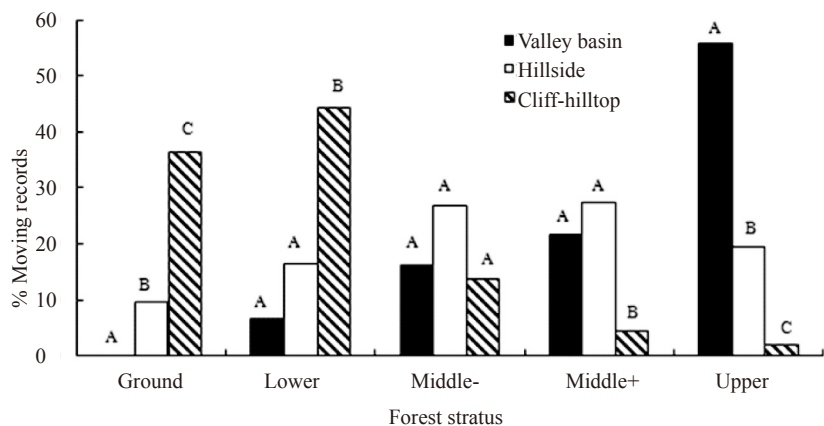 60
50
40
30
20
10
0
% Moving records
Valley basin
Hillside
Cliff-hilltop
A B C
A A B
A A A
A A B
A B C
Ground Lower Middle- Middle+ Upper
Forest stratus